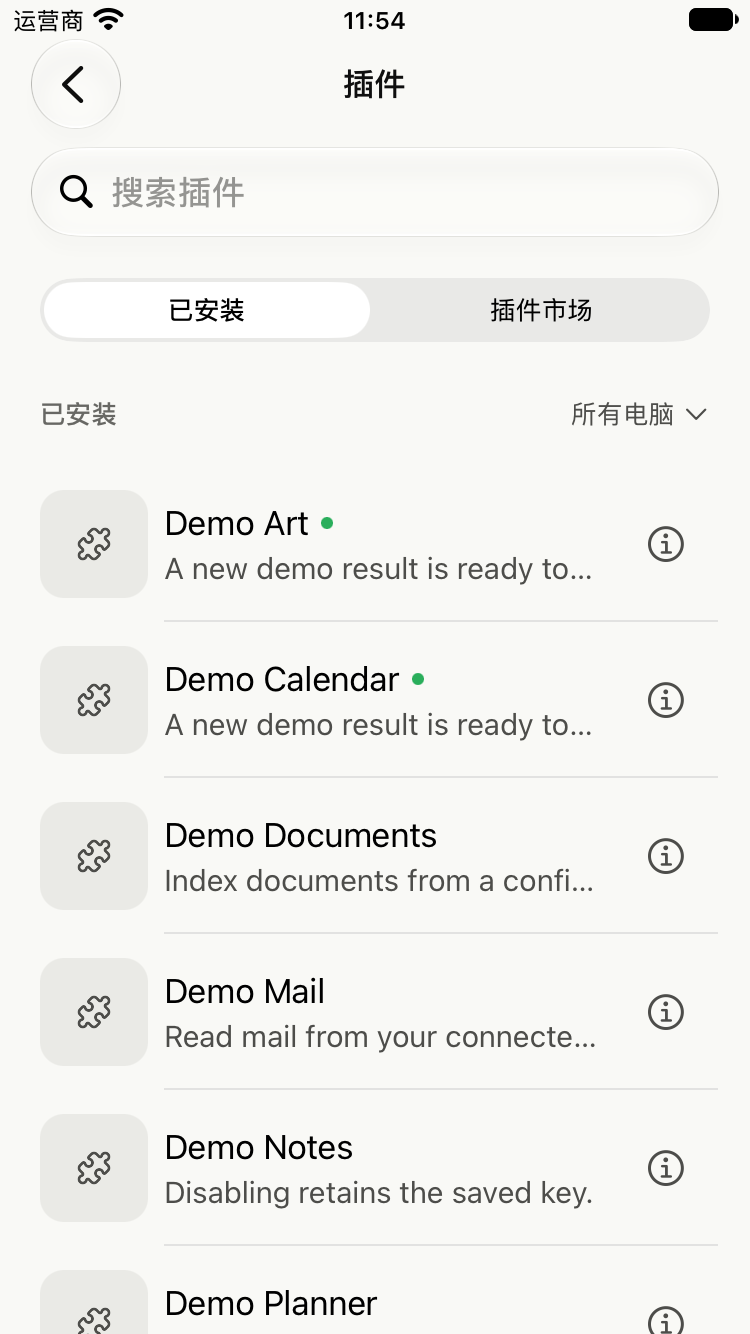 运营商 11:54
插件
搜索插件
已安装 插件市场
已安装 所有电脑
Demo Art
A new demo result is ready to...
Demo Calendar
A new demo result is ready to...
Demo Documents
Index documents from a confi...
Demo Mail
Read mail from your connecte...
Demo Notes
Disabling retains the saved key.
Demo Planner